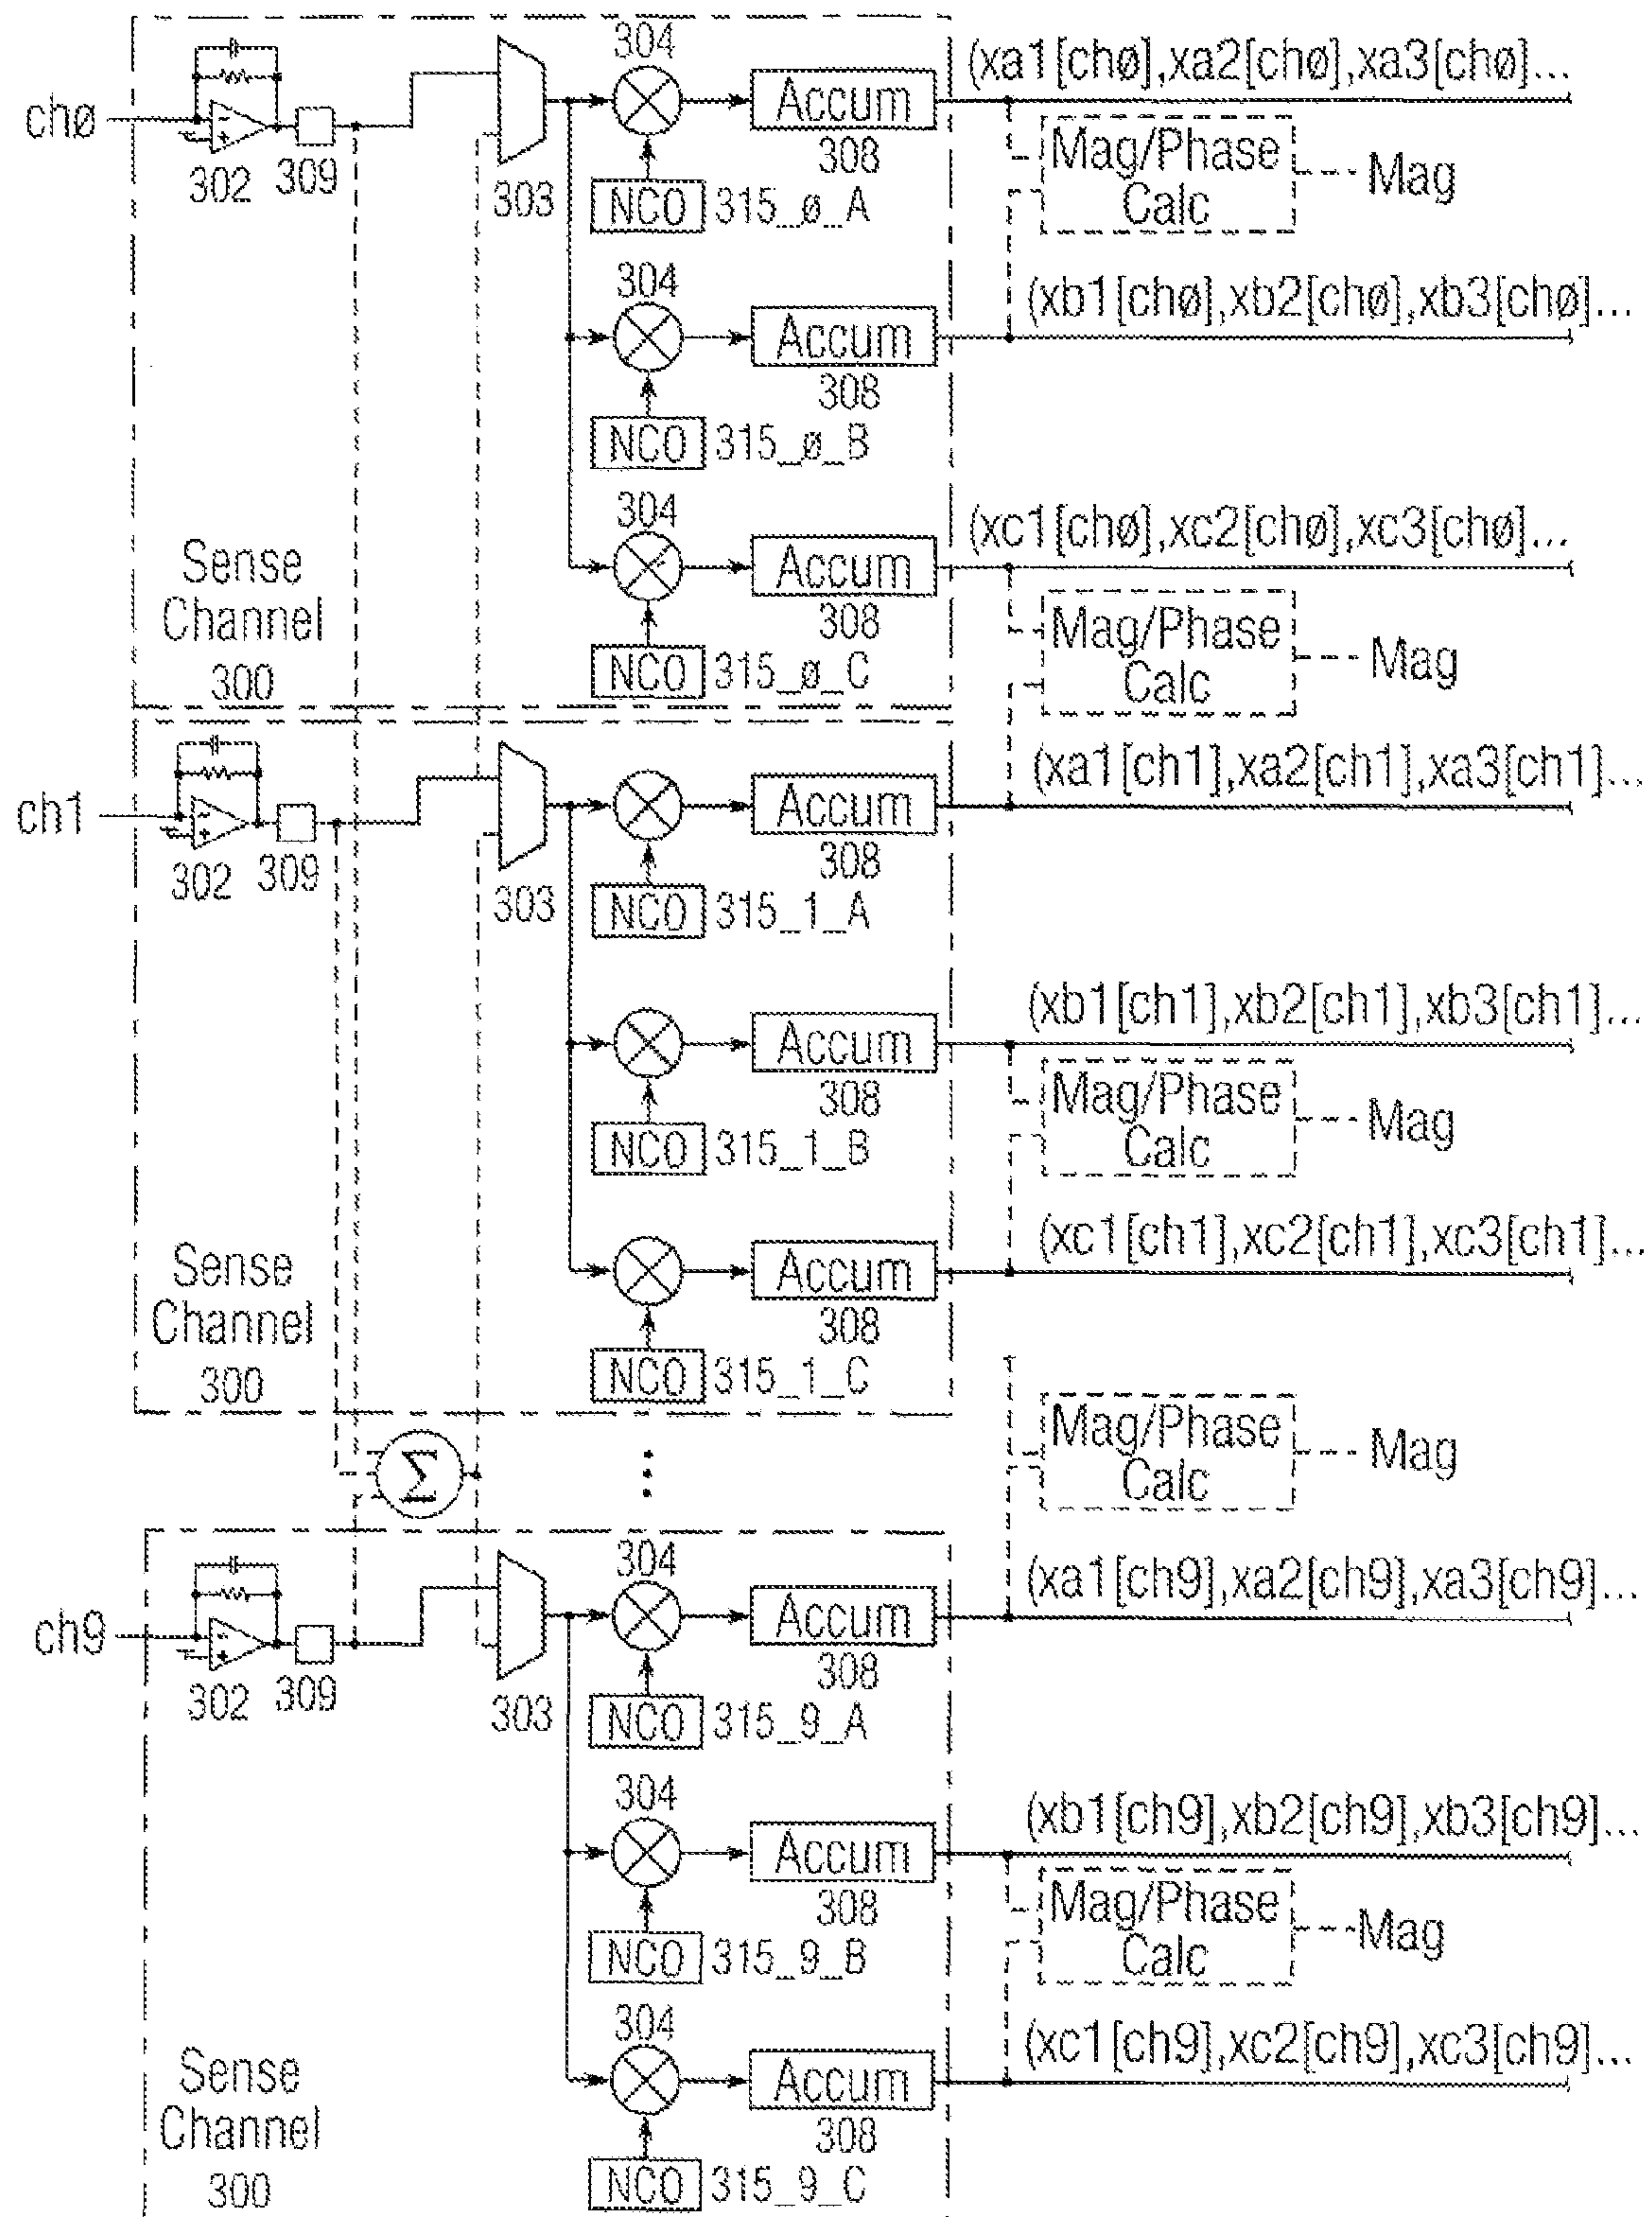 304
(xa1[chø],xa2[chø],xa3[chø]...
Accum
chø
308
Mag/Phase
Calc
Mag
302
309
303
NCO
315_ø_A
304
(xb1[chø],xb2[chø],xb3[chø]...
Accum
308
NCO
315_ø_B
304
(xc1[chø],xc2[chø],xc3[chø]...
Accum
308
Sense
Channel
300
Mag/Phase
Calc
Mag
NCO
315_ø_C
(xa1[ch1],xa2[ch1],xa3[ch1]...
Accum
ch1
308
302
309
303
NCO
315_1_A
(xb1[ch1],xb2[ch1],xb3[ch1]...
Accum
308
Mag/Phase
Calc
Mag
NCO
315_1_B
(xc1[ch1],xc2[ch1],xc3[ch1]...
Accum
308
Sense
Channel
300
NCO
315_1_C
Mag/Phase
Calc
Mag
Σ
304
(xa1[ch9],xa2[ch9],xa3[ch9]...
Accum
ch9
308
302
309
303
NCO
315_9_A
304
(xb1[ch9],xb2[ch9],xb3[ch9]...
Accum
308
Mag/Phase
Calc
Mag
NCO
315_9_B
304
(xc1[ch9],xc2[ch9],xc3[ch9]...
Accum
308
Sense
Channel
300
NCO
315_9_C